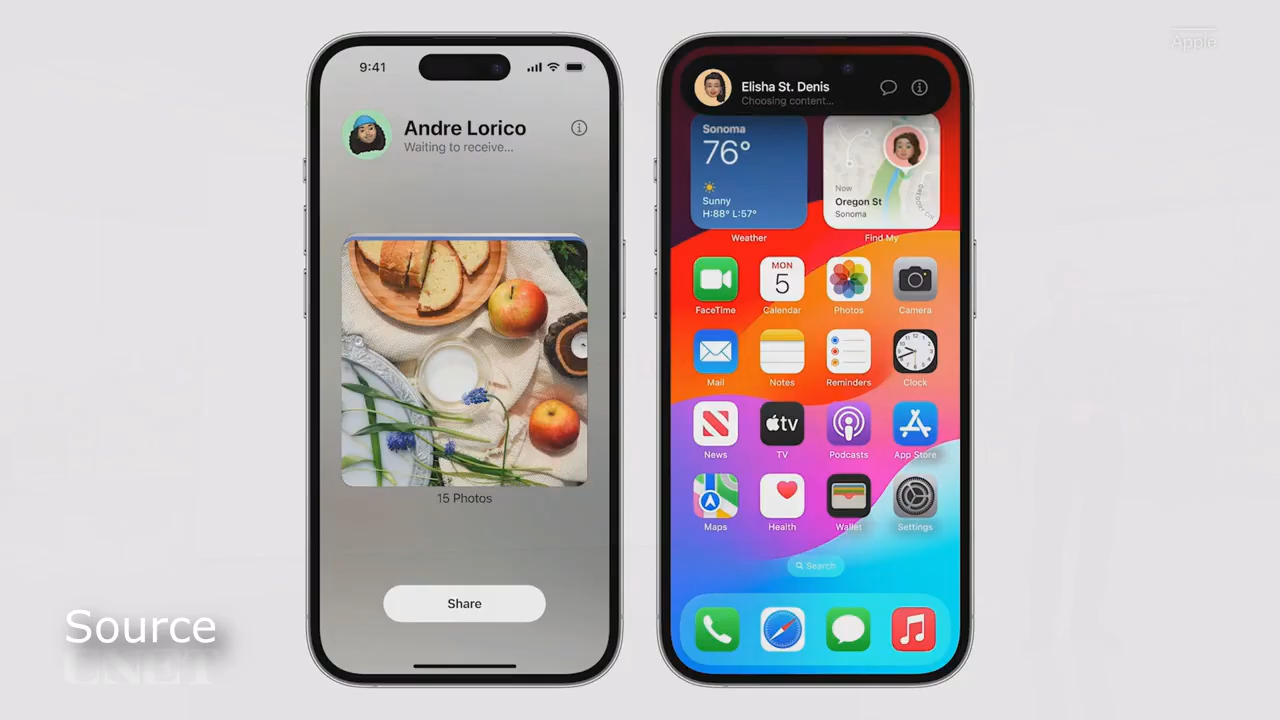 Apple
9:41
Andre Lorico
Waiting to receive...
15 Photos
Share
Elisha St. Denis
Choosing content...
Sonoma
76°
Sunny
H:88° L:57°
Weather
Now
Oregon St
Sonoma
Find My
FaceTime
MON
5
Calendar
Photos
Camera
Mail
Notes
Reminders
Clock
News
tv
TV
Podcasts
App Store
Maps
Health
Wallet
Settings
Search
Source
CNET